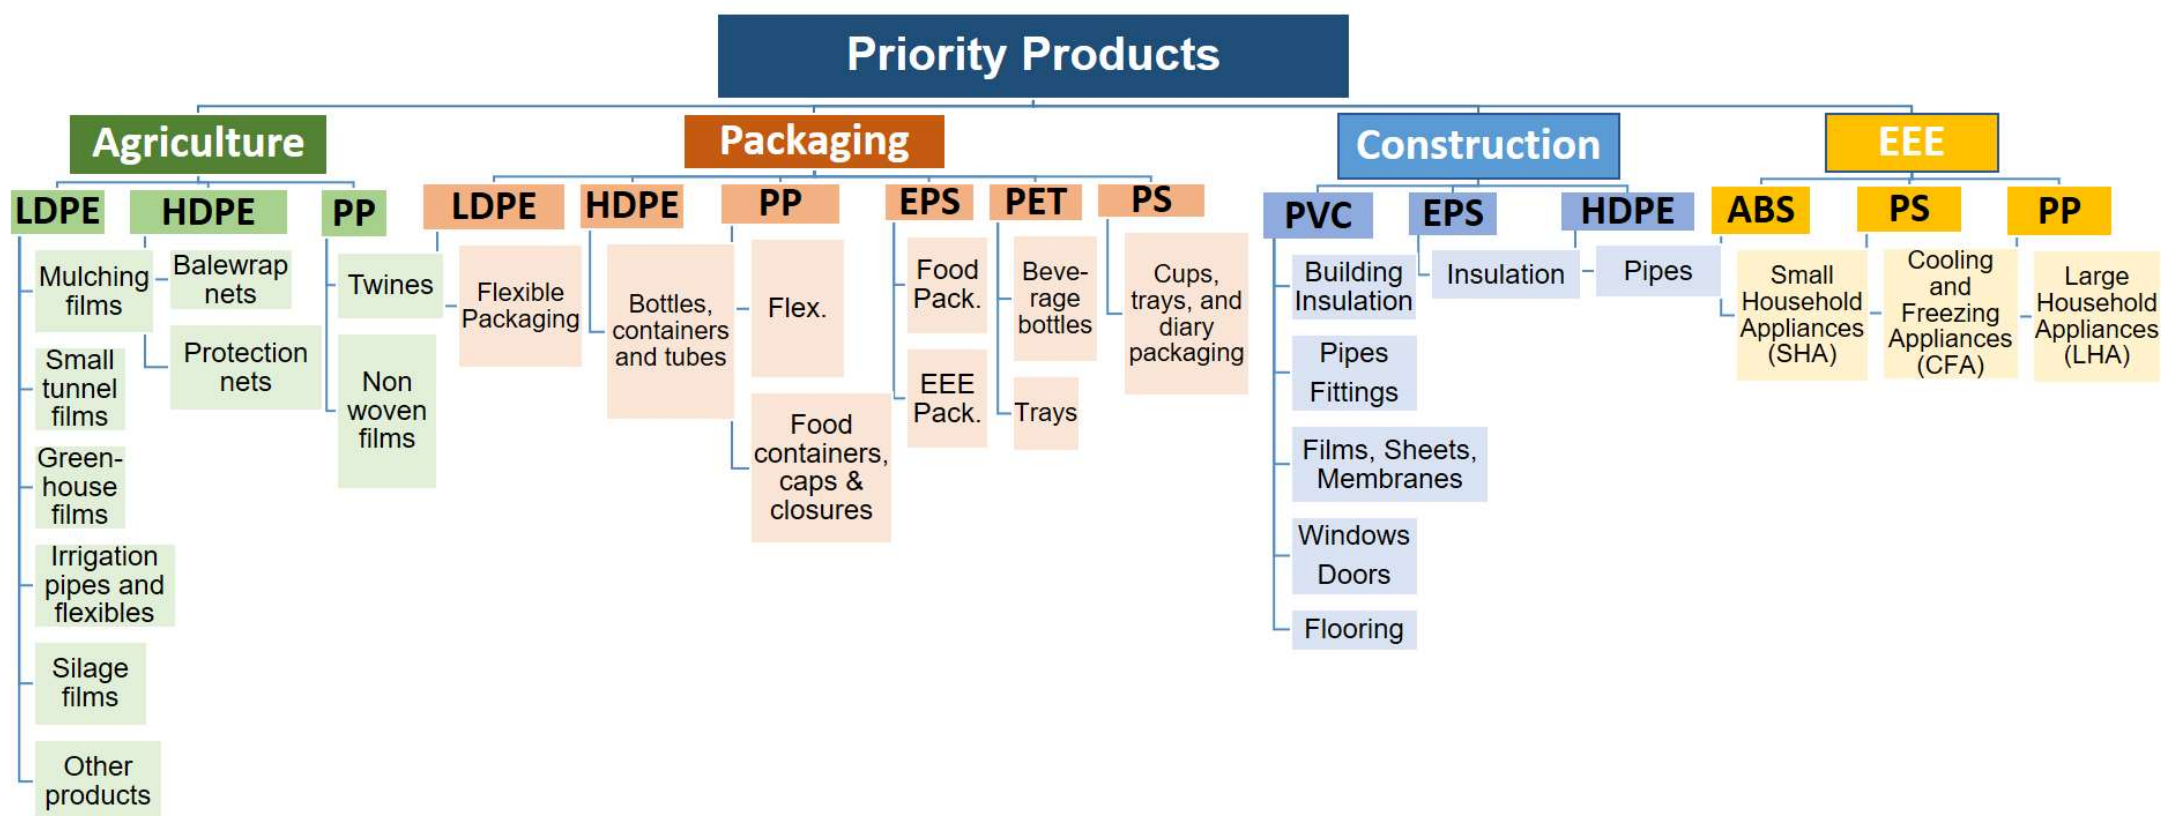 Priority Products
Agriculture
LDPE
Mulching
films
Small
tunnel
films
Green-
house
films
Irrigation
pipes and
flexibles
Silage
films
Other
products
HDPE
Balewrap
nets
Protection
nets
PP
Twines
Non
woven
films
Packaging
LDPE
Flexible
Packaging
HDPE
Bottles,
containers
and tubes
PP
Flex.
Food
containers,
caps &
closures
EPS
Food
Pack.
EEE
Pack.
PET
Beve-
rage
bottles
Trays
PS
Cups,
trays, and
diary
packaging
Construction
PVC
Building
Insulation
Pipes
Fittings
Films, Sheets,
Membranes
Windows
Doors
Flooring
EPS
Insulation
HDPE
Pipes
EEE
ABS
Small
Household
Appliances
(SHA)
PS
Cooling
and
Freezing
Appliances
(CFA)
PP
Large
Household
Appliances
(LHA)